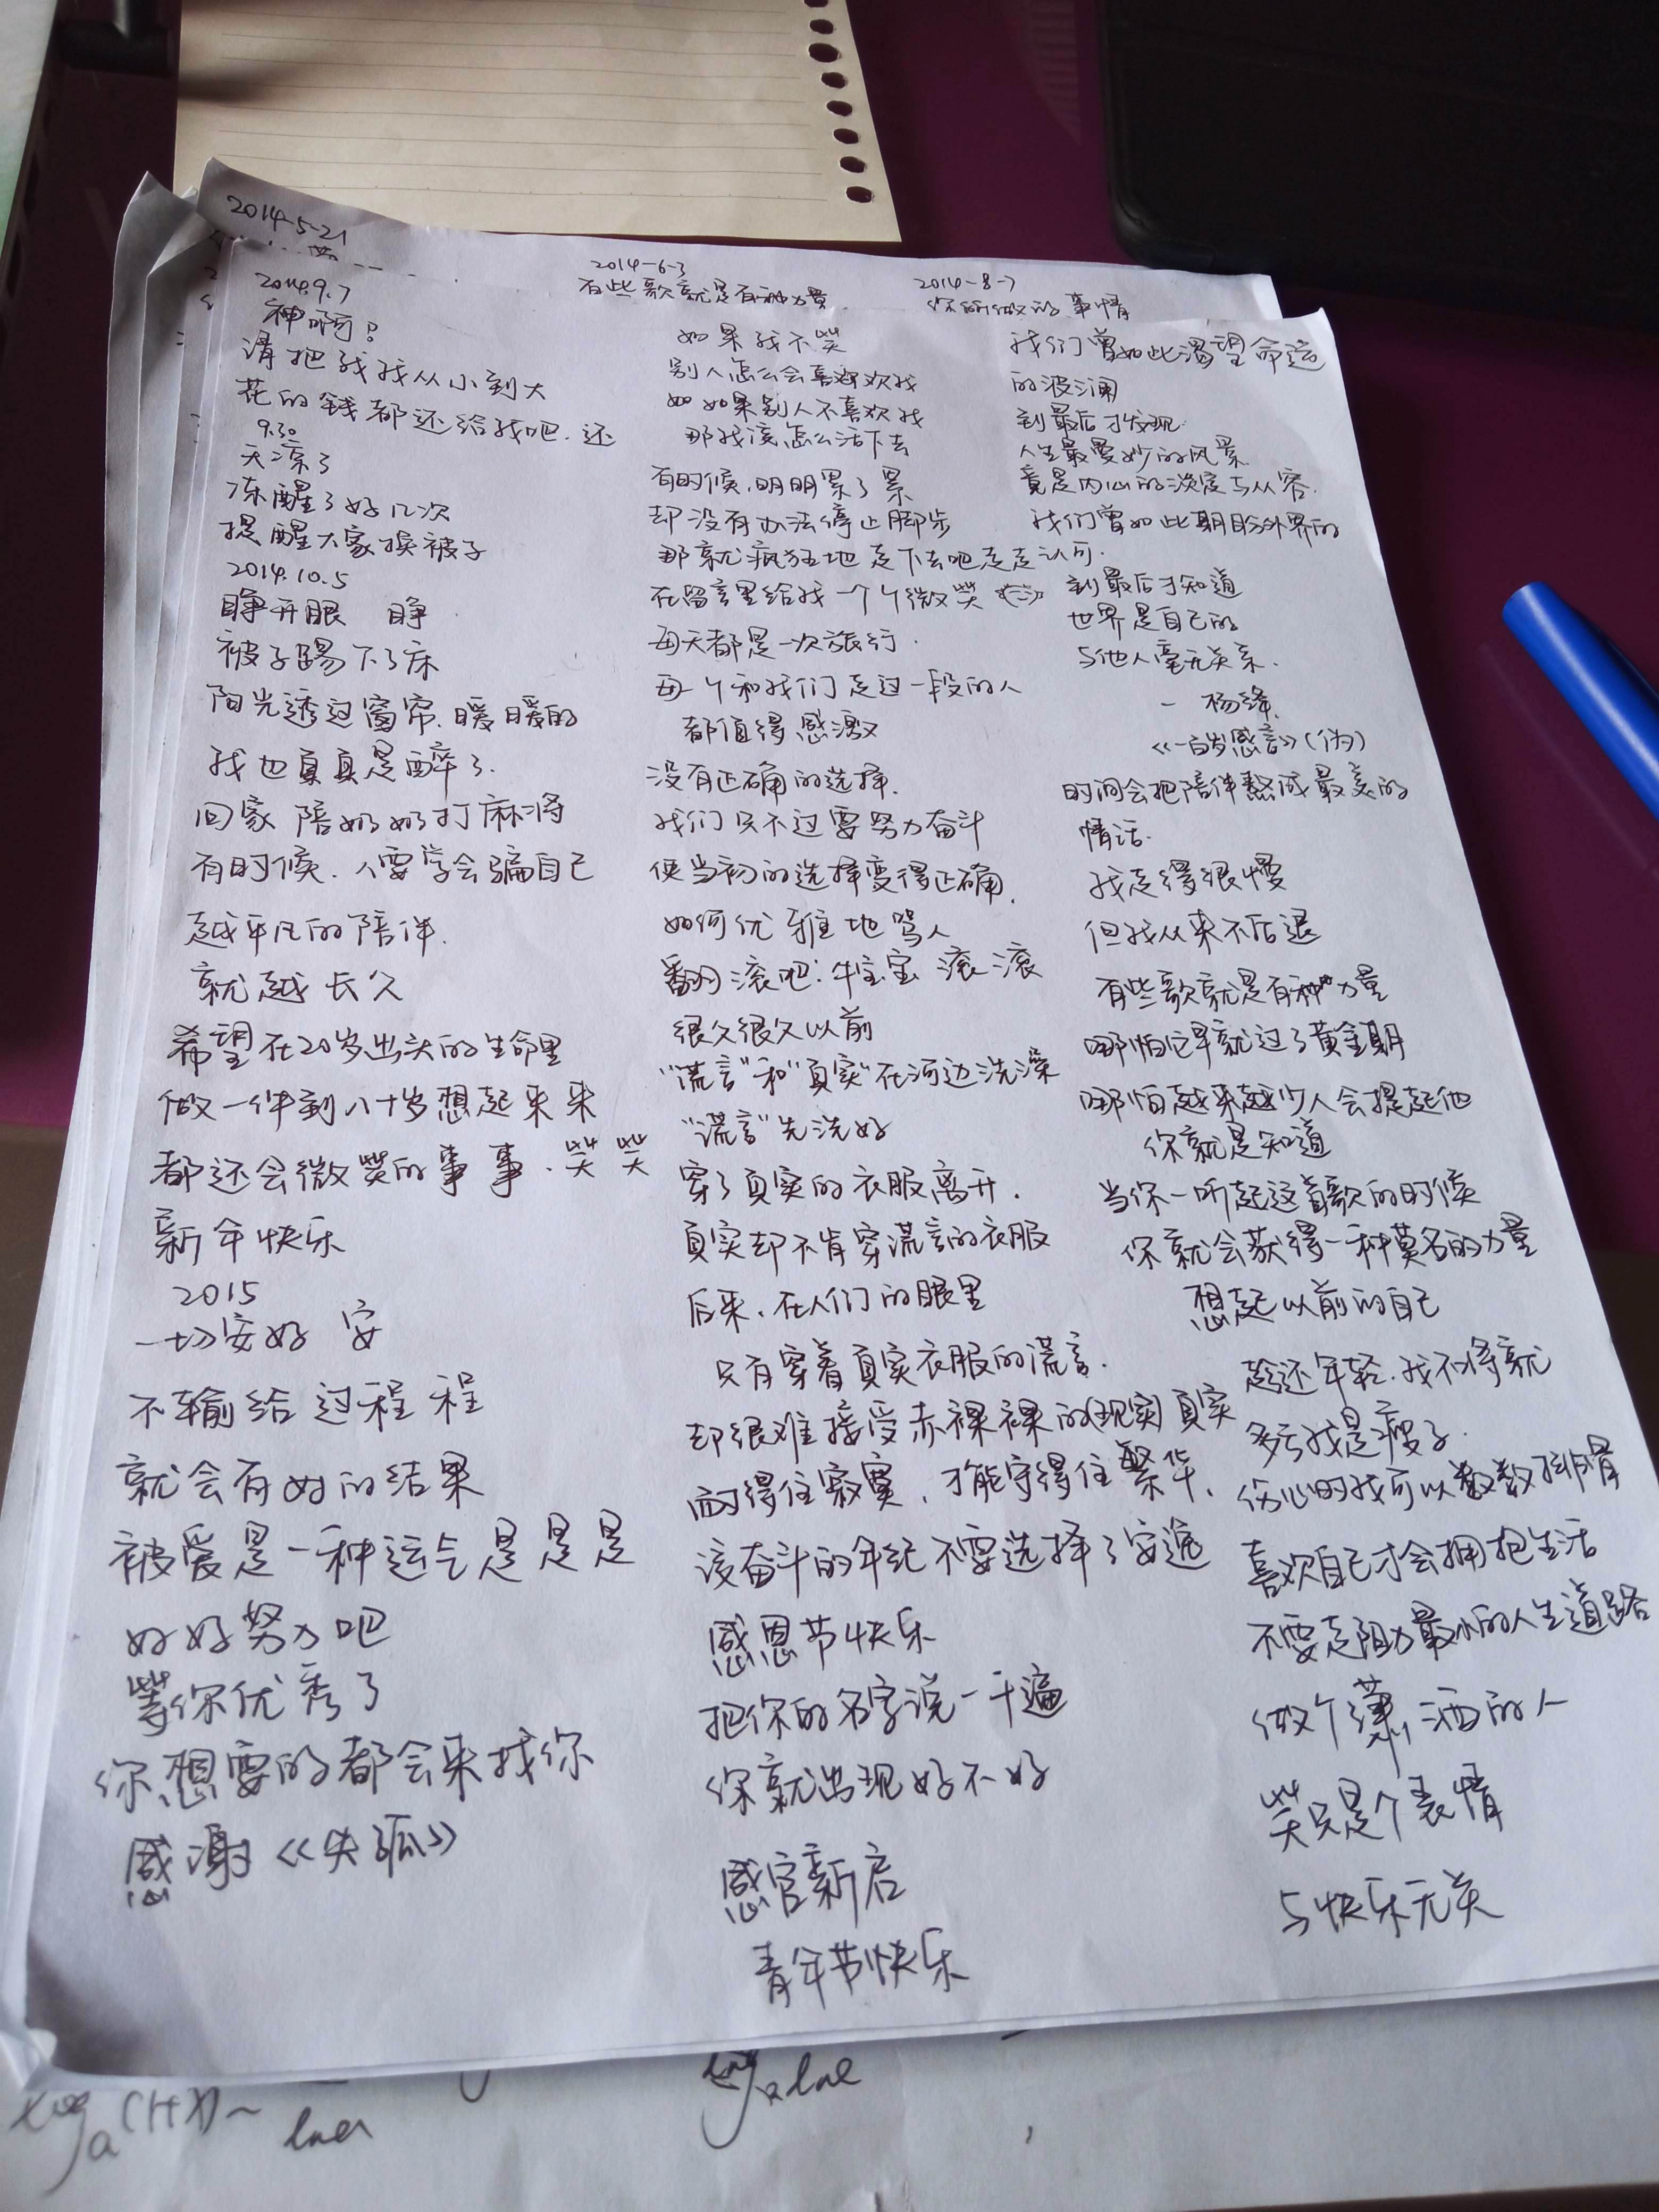 2014-5-21
2014-6-3
有些歌就是有种力量
2014-8-7
你所做的事情
2014.9.7
神啊?
请把我我从小到大
花的钱都还给我吧.还
9.30
天凉了
冻醒了好几次
提醒大家换被子
2014.10.5
睁开眼 睁
被子踢下了床
阳光透过窗帘.暖暖的
我也真真是醉了.
回家 陪奶奶打麻将
有时候.人要学会骗自己
越平凡的陪伴.
就越长久
希望在20岁出头的生命里
做一件到八十岁想起来来
都还会微笑的事事.笑笑
新年快乐
2015
一切安好 安
不输给过程 程
就会有好的结果
被爱是一种运气是是是
好好努力吧
等你优秀了
你想要的都会来找你
感谢《失孤》
如果我不笑
别人怎么会喜欢我
如如果别人不喜欢我
那我该怎么活下去
有时候.明明累了累
却没有办法停止脚步
那就疯狂地走下去吧走走认可.
在留言里给我一个个微笑
每天都是一次旅行.
每个和我们走过一段的人
都值得感激
没有正确的选择.
我们只不过要努力奋斗
使当初的选择变得正确.
如何优雅地骂人
翻滚吧:牛宝宝 滚滚
很久很久以前
“谎言”和“真实”在河边洗澡
“谎言”先洗好
穿了真实的衣服离开.
真实却不肯穿谎言的衣服
后来.在人们的眼里
只有穿着真实衣服的谎言.
却很难接受赤裸裸的(现实)真实
耐得住寂寞.才能守得住繁华.
该奋斗的年纪不要选择了安逸
感恩节快乐
把你的名字说一千遍
你就出现好不好
感官新启
青年节快乐
我们曾如此渴望命运
的波澜
到最后才发现
人生最曼妙的风景
竟是内心的淡定与从容.
我们曾如此期盼外界的
到最后才知道
世界是自己的
与他人毫无关系.
一 杨绛.
《一百岁感言》(伪)
时间会把陪伴熬成最美的
情话.
我走得很慢
但我从来不后退
有些歌就是有种力量
哪怕它早就过了黄金期
哪怕越来越少人会提起他
你就是知道
当你一听起这首歌的时候
你就会获得一种莫名的力量
想起以前的自己
趁还年轻.我不将就
多亏我是瘦子.
伤心时我可以数数排骨
喜欢自己才会拥抱生活
不要走阻力最小的人生道路
做个潇洒的人
笑只是个表情
与快乐无关